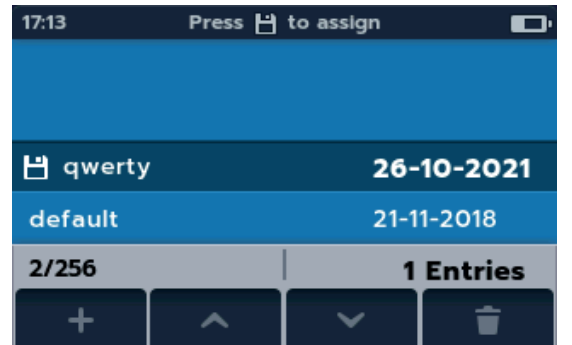 17:13 Press to assign
qwerty 26-10-2021
default 21-11-2018
2/256 1 Entries